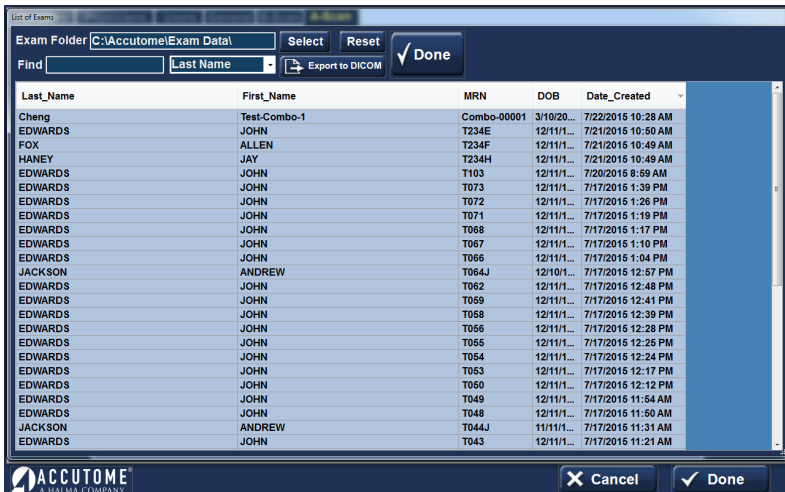 List of Exams A-Scan
Exam Folder C:\Accutome\Exam Data\ Select Reset
Done
Find Last Name Export to DICOM
Last_Name First_Name MRN DOB Date_Created
Cheng Test-Combo-1 Combo-00001 3/10/20... 7/22/2015 10:28 AM
EDWARDS JOHN T234E 12/11/1... 7/21/2015 10:50 AM
FOX ALLEN T234F 12/11/1... 7/21/2015 10:49 AM
HANEY JAY T234H 12/11/1... 7/21/2015 10:49 AM
EDWARDS JOHN T103 12/11/1... 7/20/2015 8:59 AM
EDWARDS JOHN T073 12/11/1... 7/17/2015 1:39 PM
EDWARDS JOHN T072 12/11/1... 7/17/2015 1:26 PM
EDWARDS JOHN T071 12/11/1... 7/17/2015 1:19 PM
EDWARDS JOHN T068 12/11/1... 7/17/2015 1:17 PM
EDWARDS JOHN T067 12/11/1... 7/17/2015 1:10 PM
EDWARDS JOHN T066 12/11/1... 7/17/2015 1:04 PM
JACKSON ANDREW T064J 12/10/1... 7/17/2015 12:57 PM
EDWARDS JOHN T062 12/11/1... 7/17/2015 12:48 PM
EDWARDS JOHN T059 12/11/1... 7/17/2015 12:41 PM
EDWARDS JOHN T058 12/11/1... 7/17/2015 12:39 PM
EDWARDS JOHN T056 12/11/1... 7/17/2015 12:28 PM
EDWARDS JOHN T055 12/11/1... 7/17/2015 12:25 PM
EDWARDS JOHN T054 12/11/1... 7/17/2015 12:24 PM
EDWARDS JOHN T053 12/11/1... 7/17/2015 12:17 PM
EDWARDS JOHN T050 12/11/1... 7/17/2015 12:12 PM
EDWARDS JOHN T049 12/11/1... 7/17/2015 11:54 AM
EDWARDS JOHN T048 12/11/1... 7/17/2015 11:50 AM
JACKSON ANDREW T044J 11/11/1... 7/17/2015 11:31 AM
EDWARDS JOHN T043 12/11/1... 7/17/2015 11:21 AM
ACCUTOME Cancel Done
A HALMA COMPANY